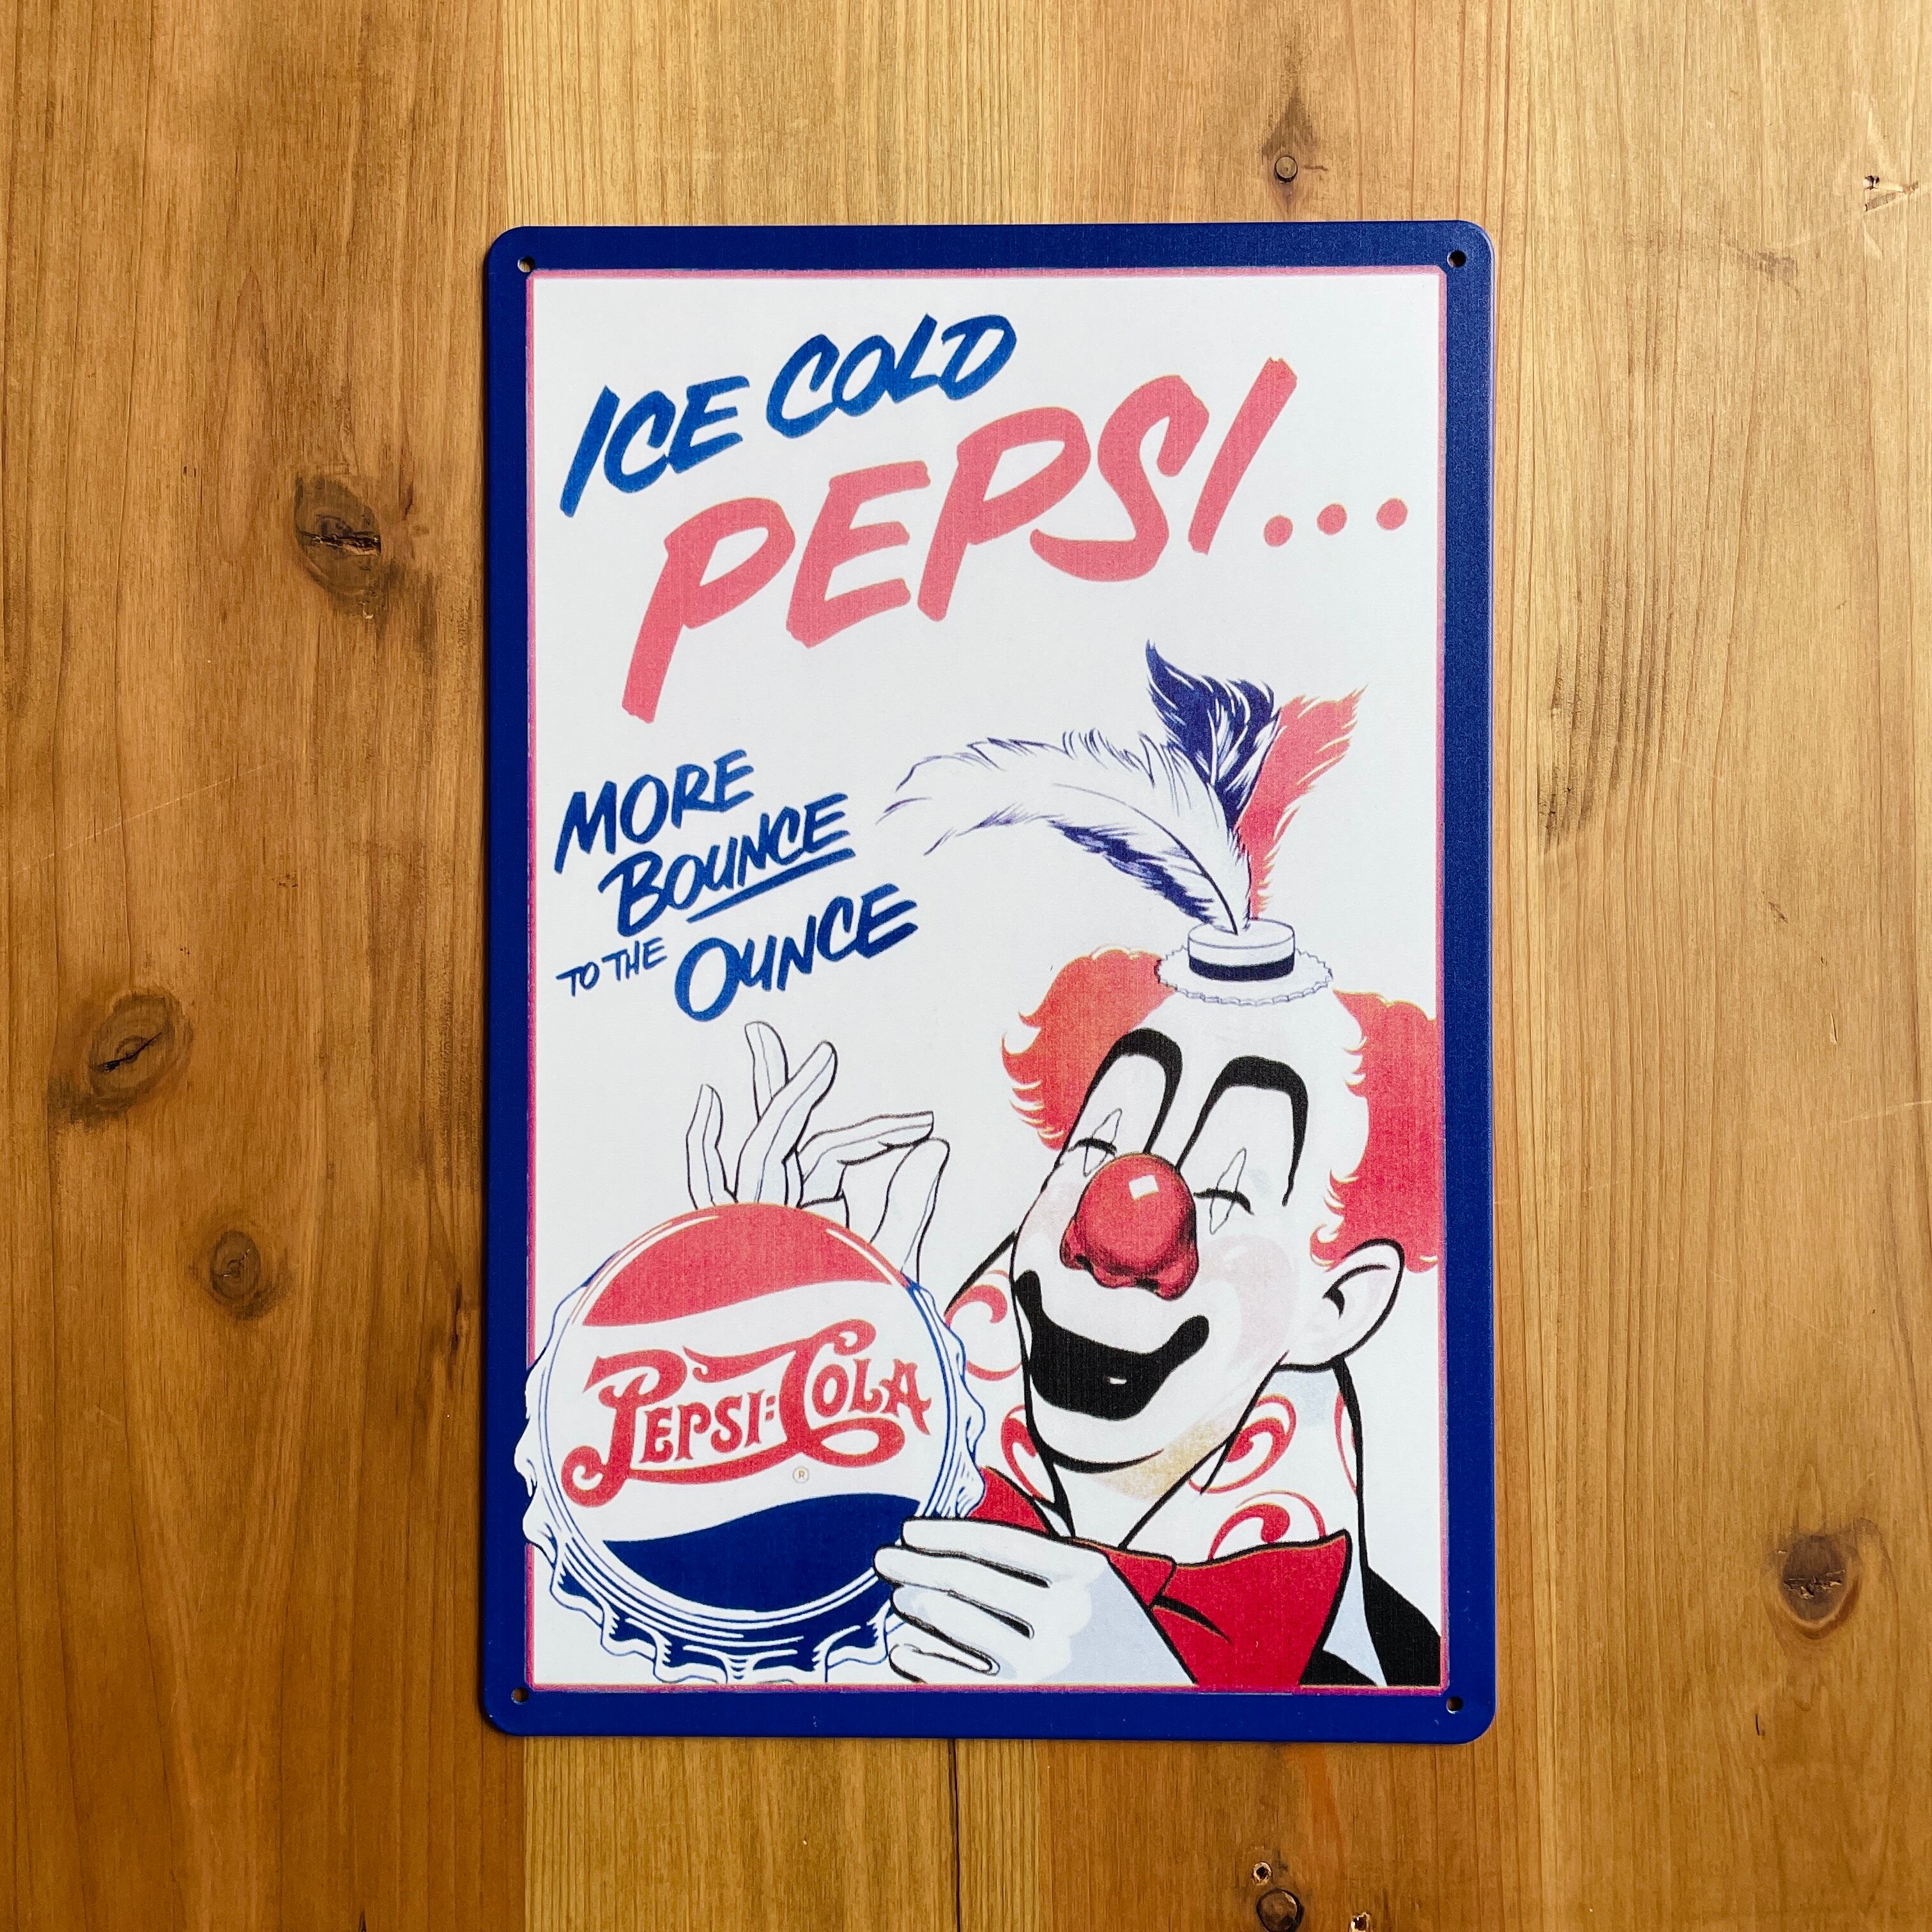 ICE COLD
PEPSI...
MORE
BOUNCE
TO THE OUNCE
PEPSI:COLA
®